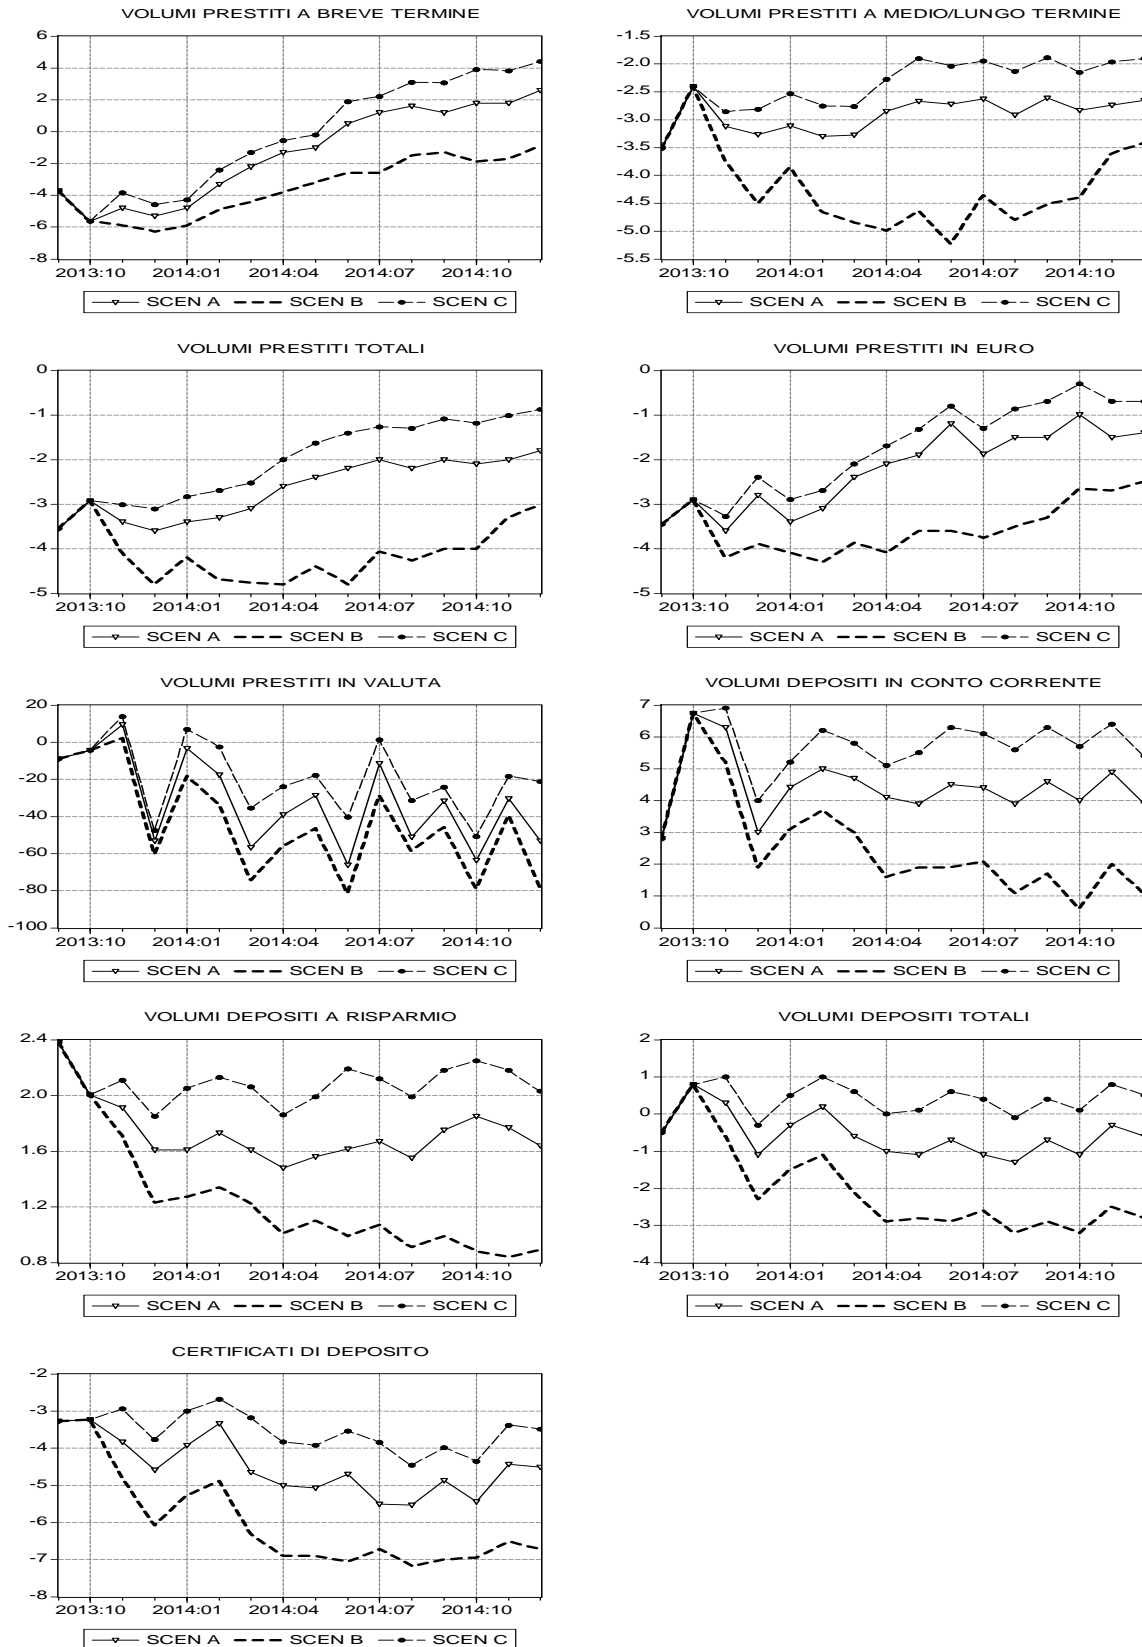 VOLUMI PRESTITI A BREVE TERMINE
6
4
2
0
-2
-4
-6
-8
2013:10 2014:01 2014:04 2014:07 2014:10
SCEN A SCEN B SCEN C
VOLUMI PRESTITI A MEDIO/LUNGO TERMINE
-1.5
-2.0
-2.5
-3.0
-3.5
-4.0
-4.5
-5.0
-5.5
2013:10 2014:01 2014:04 2014:07 2014:10
SCEN A SCEN B SCEN C
VOLUMI PRESTITI TOTALI
0
-1
-2
-3
-4
-5
2013:10 2014:01 2014:04 2014:07 2014:10
SCEN A SCEN B SCEN C
VOLUMI PRESTITI IN EURO
0
-1
-2
-3
-4
-5
2013:10 2014:01 2014:04 2014:07 2014:10
SCEN A SCEN B SCEN C
VOLUMI PRESTITI IN VALUTA
20
0
-20
-40
-60
-80
-100
2013:10 2014:01 2014:04 2014:07 2014:10
SCEN A SCEN B SCEN C
VOLUMI DEPOSITI IN CONTO CORRENTE
7
6
5
4
3
2
1
0
2013:10 2014:01 2014:04 2014:07 2014:10
SCEN A SCEN B SCEN C
VOLUMI DEPOSITI A RISPARMIO
2.4
2.0
1.6
1.2
0.8
2013:10 2014:01 2014:04 2014:07 2014:10
SCEN A SCEN B SCEN C
VOLUMI DEPOSITI TOTALI
2
1
0
-1
-2
-3
-4
2013:10 2014:01 2014:04 2014:07 2014:10
SCEN A SCEN B SCEN C
CERTIFICATI DI DEPOSITO
-2
-3
-4
-5
-6
-7
-8
2013:10 2014:01 2014:04 2014:07 2014:10
SCEN A SCEN B SCEN C